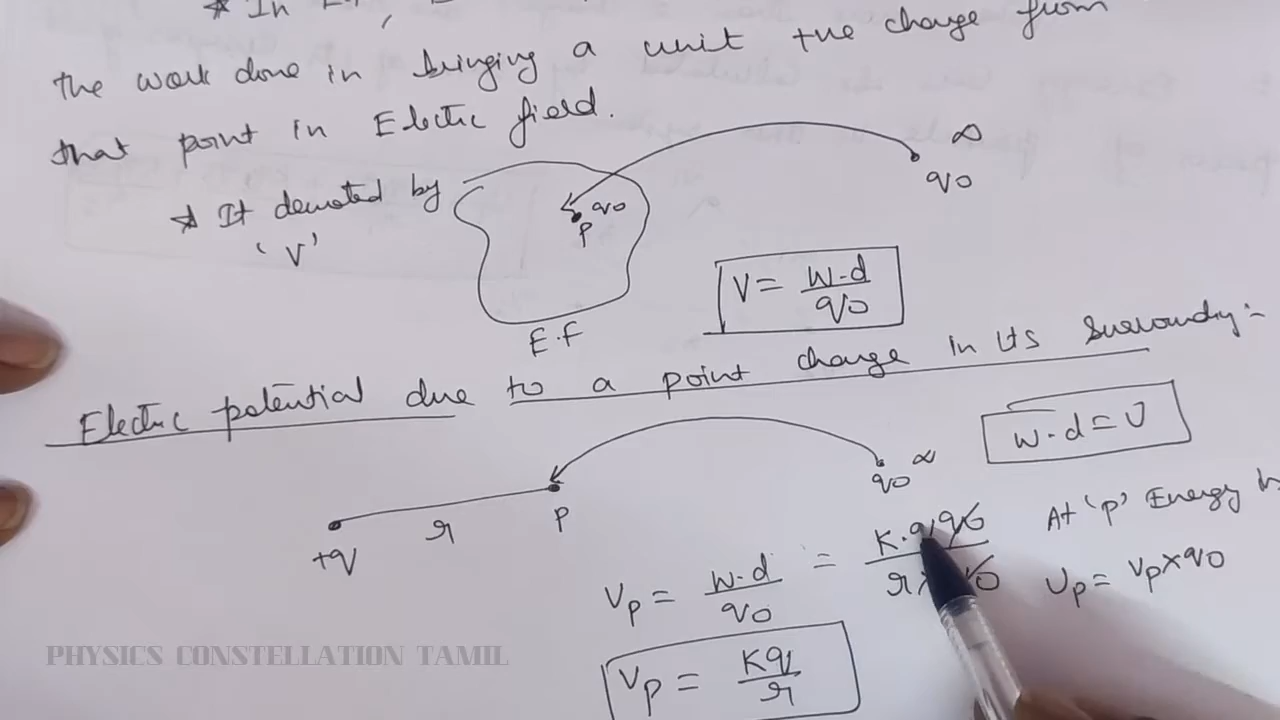 * In
the work done in bringing a unit +ve charge from
that point in Electic field.
* It denoted by
'V'
∞
q0
q0
P
E.F
V = W-d / q0
Electric potential due to a point charge in its
W-d = U
∞
q0
+q
r
P
At 'p' Energy
Vp = W-d / q0 = K.q q0 / r × q0
Up = Vp × q0
Vp = Kq / r
PHYSICS CONSTELLATION TAMIL